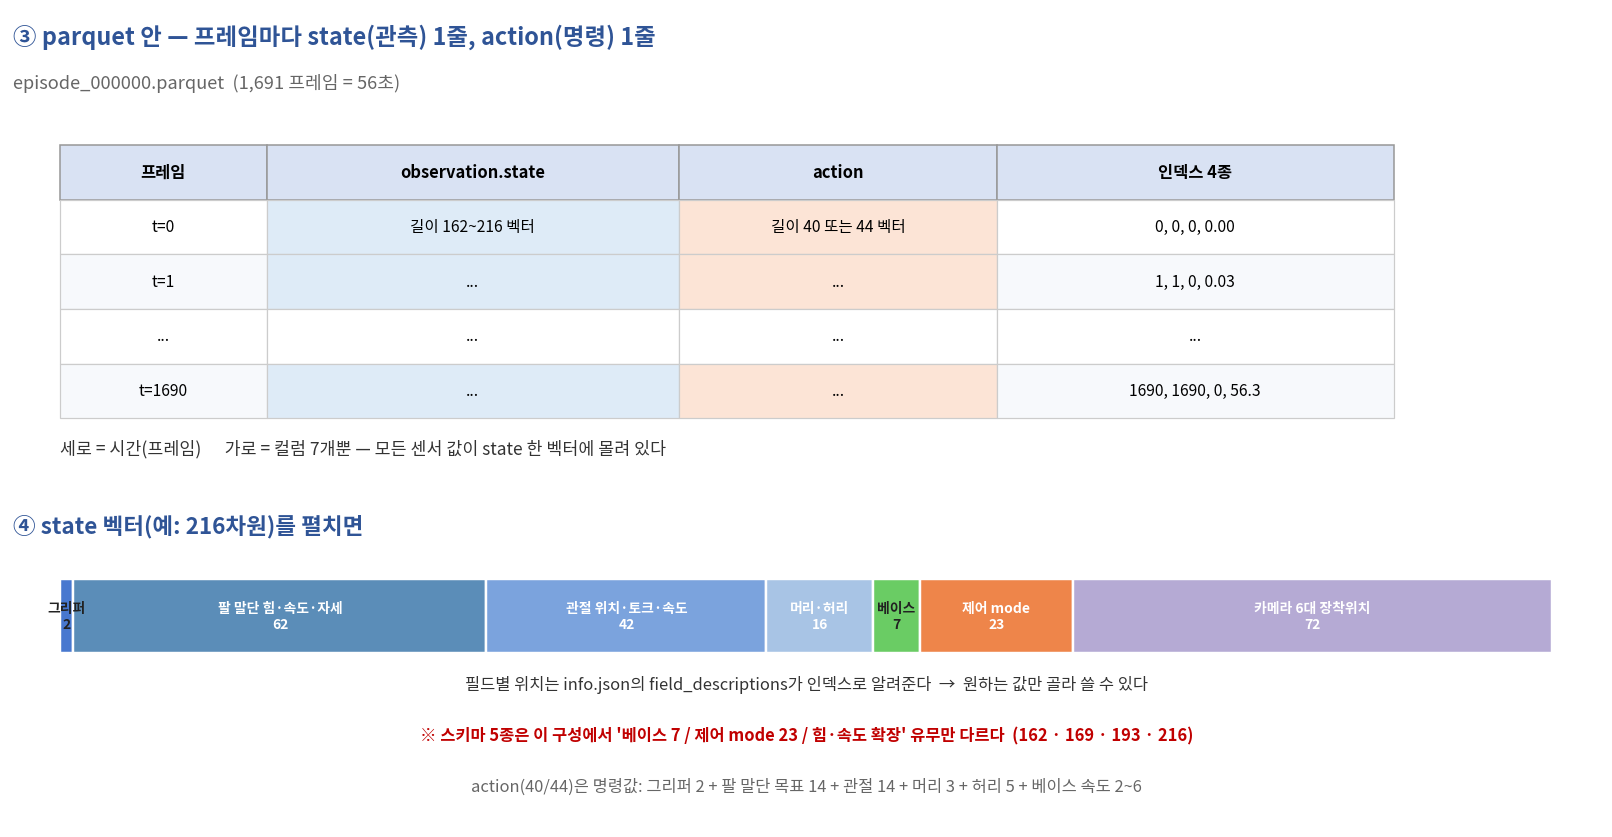 ③ parquet 안 — 프레임마다 state(관측) 1줄, action(명령) 1줄
episode_000000.parquet (1,691 프레임 = 56초)
프레임 observation.state action 인덱스 4종
t=0 길이 162~216 벡터 길이 40 또는 44 벡터 0, 0, 0, 0.00
t=1 ... ... 1, 1, 0, 0.03
... ... ... ...
t=1690 ... ... 1690, 1690, 0, 56.3
세로 = 시간(프레임) 가로 = 컬럼 7개뿐 — 모든 센서 값이 state 한 벡터에 몰려 있다
④ state 벡터(예: 216차원)를 펼치면
그리퍼 팔 말단 힘·속도·자세 관절 위치·토크·속도 머리·허리 베이스 제어 mode 카메라 6대 장착위치
2 62 42 16 7 23 72
필드별 위치는 info.json의 field_descriptions가 인덱스로 알려준다 → 원하는 값만 골라 쓸 수 있다
※ 스키마 5종은 이 구성에서 '베이스 7 / 제어 mode 23 / 힘·속도 확장' 유무만 다르다 (162 · 169 · 193 · 216)
action(40/44)은 명령값: 그리퍼 2 + 팔 말단 목표 14 + 관절 14 + 머리 3 + 허리 5 + 베이스 속도 2~6